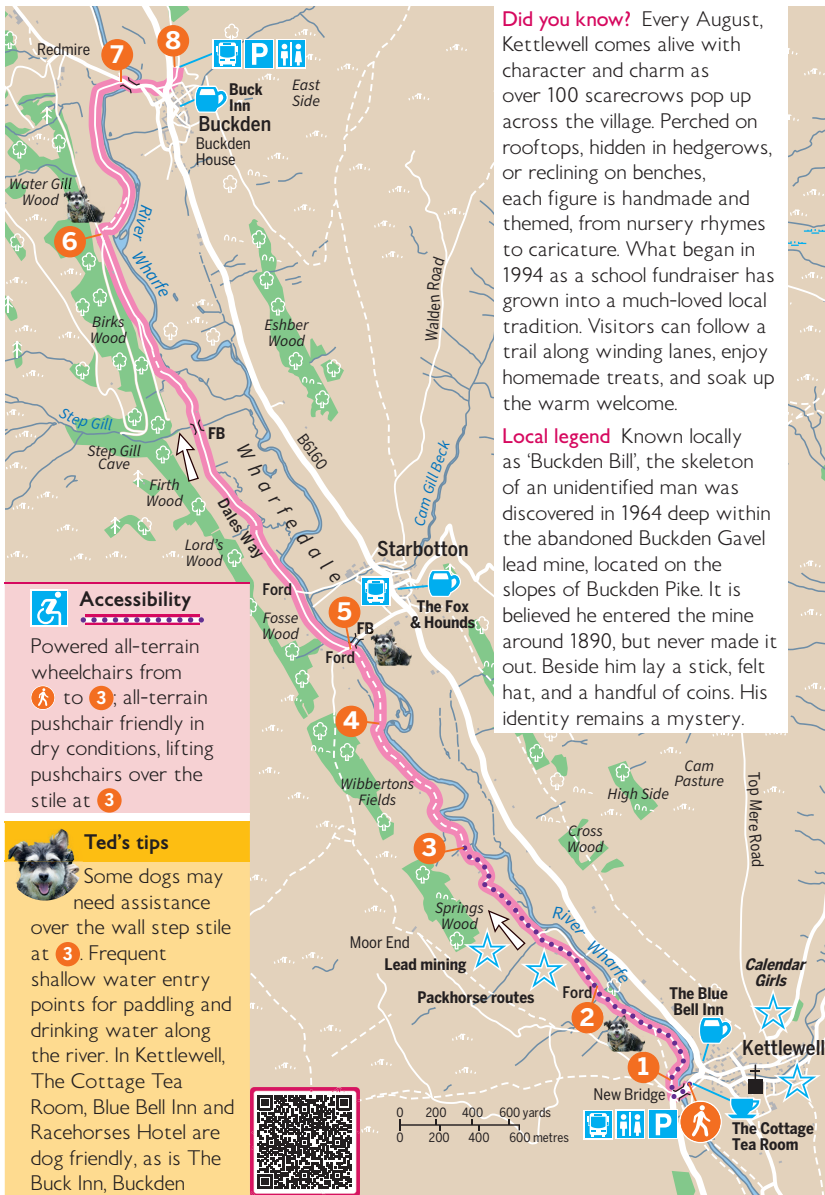 Did you know? Every August,
Kettlewell comes alive with
character and charm as
over 100 scarecrows pop up
across the village. Perched on
rooftops, hidden in hedgerows,
or reclining on benches,
each figure is handmade and
themed, from nursery rhymes
to caricature. What began in
1994 as a school fundraiser has
grown into a much-loved local
tradition. Visitors can follow a
trail along winding lanes, enjoy
homemade treats, and soak up
the warm welcome.
Local legend Known locally
as ‘Buckden Bill’, the skeleton
of an unidentified man was
discovered in 1964 deep within
the abandoned Buckden Gavel
lead mine, located on the
slopes of Buckden Pike. It is
believed he entered the mine
around 1890, but never made it
out. Beside him lay a stick, felt
hat, and a handful of coins. His
identity remains a mystery.
Redmire
7
8
P
Buck
Inn
East
Side
Buckden
Buckden
House
Water Gill
Wood
6
River Wharfe
Birks
Wood
Eshber
Wood
Walden Road
Step Gill
FB
Step Gill
Cave
B6160
Wharfedale
Cam Gill Beck
Firth
Wood
Dales Way
Lord's
Wood
Starbotton
Ford
The Fox
& Hounds
5
FB
Fosse
Wood
Ford
4
Wibbertons
Fields
Cam
Pasture
High Side
Top Mere Road
Cross
Wood
3
Springs
Wood
River Wharfe
Moor End
Lead mining
Packhorse routes
Ford
2
The Blue
Bell Inn
Calendar
Girls
Kettlewell
1
New Bridge
P
The Cottage
Tea Room
0 200 400 600 yards
0 200 400 600 metres
Accessibility
Powered all-terrain
wheelchairs from
to 3; all-terrain
pushchair friendly in
dry conditions, lifting
pushchairs over the
stile at 3
Ted's tips
Some dogs may
need assistance
over the wall step stile
at 3. Frequent
shallow water entry
points for paddling and
drinking water along
the river. In Kettlewell,
The Cottage Tea
Room, Blue Bell Inn and
Racehorses Hotel are
dog friendly, as is The
Buck Inn, Buckden